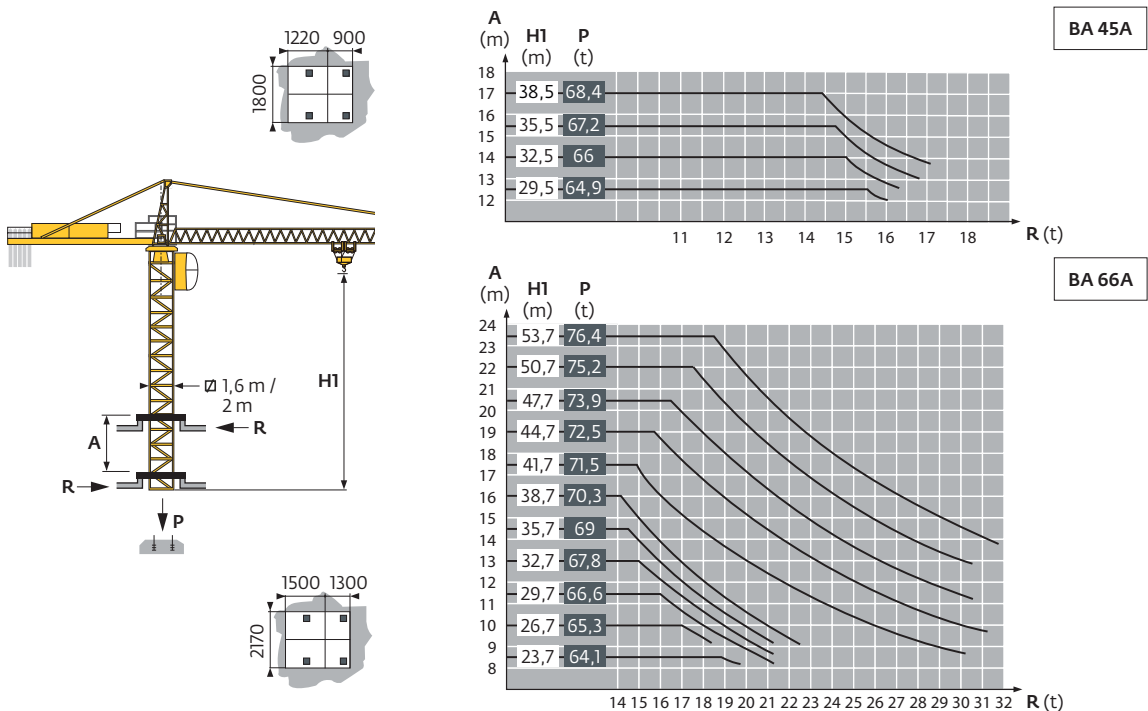 1220 900
1800
1,6 m /
2 m
H1
A
R
R
P
1500 1300
2170
BA 45A
A
(m)
H1
(m)
P
(t)
18
17
16
15
14
13
12
38,5 68,4
35,5 67,2
32,5 66
29,5 64,9
11 12 13 14 15 16 17 18 R (t)
BA 66A
A
(m)
H1
(m)
P
(t)
24
23
22
21
20
19
18
17
16
15
14
13
12
11
10
9
8
53,7 76,4
50,7 75,2
47,7 73,9
44,7 72,5
41,7 71,5
38,7 70,3
35,7 69
32,7 67,8
29,7 66,6
26,7 65,3
23,7 64,1
14 15 16 17 18 19 20 21 22 23 24 25 26 27 28 29 30 31 32 R (t)